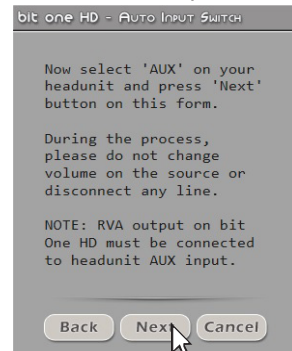 bit one HD - Auto Input Switch
Now select 'AUX' on your
headunit and press 'Next'
button on this form.
During the process,
please do not change
volume on the source or
disconnect any line.
NOTE: RVA output on bit
One HD must be connected
to headunit AUX input.
Back Next Cancel